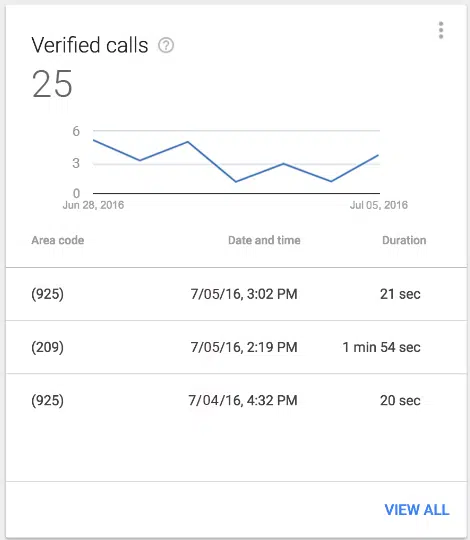 Verified calls ?
25
6
3
0
Jun 28, 2016 Jul 05, 2016
Area code Date and time Duration
(925) 7/05/16, 3:02 PM 21 sec
(209) 7/05/16, 2:19 PM 1 min 54 sec
(925) 7/04/16, 4:32 PM 20 sec
VIEW ALL